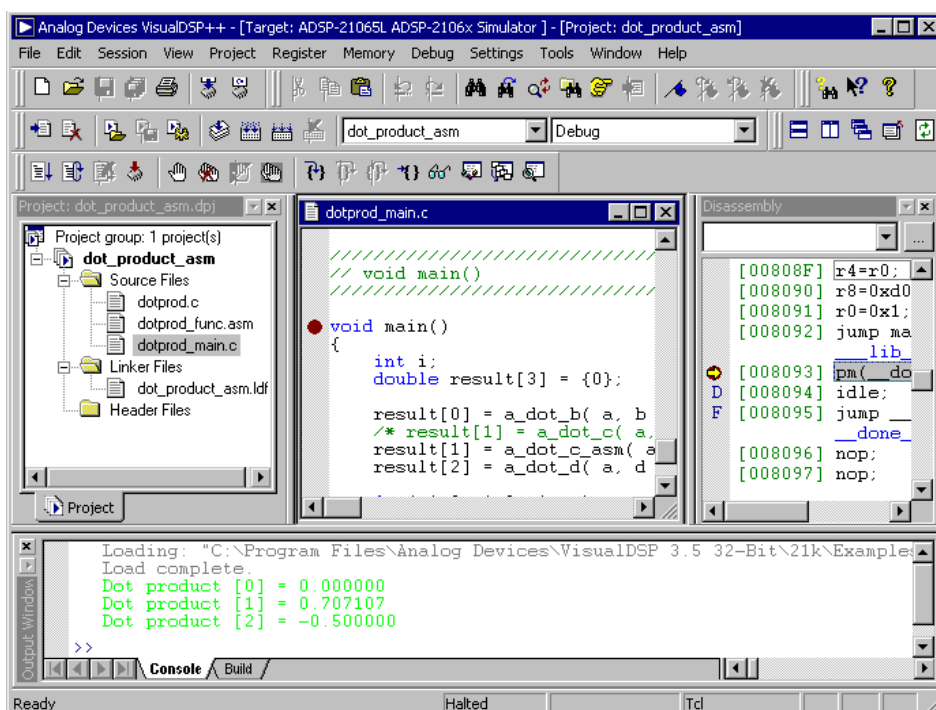 Analog Devices VisualDSP++ - [Target: ADSP-21065L ADSP-2106x Simulator ] - [Project: dot_product_asm]
File Edit Session View Project Register Memory Debug Settings Tools Window Help
dot_product_asm Debug
Project: dot_product_asm.dpj
Project group: 1 project(s)
dot_product_asm
Source Files
dotprod.c
dotprod_func.asm
dotprod_main.c
Linker Files
dot_product_asm.ldf
Header Files
Project
dotprod_main.c
///////////////////////////////
// void main()
///////////////////////////////
void main()
{
int i;
double result[3] = {0};
result[0] = a_dot_b( a, b
/* result[1] = a_dot_c( a,
result[1] = a_dot_c_asm( a
result[2] = a_dot_d( a, d
Disassembly
...
[00808F] r4=r0;
[008090] r8=0xd0
[008091] r0=0x1;
[008092] jump ma
___lib_
[008093] pm(__do
D [008094] idle;
F [008095] jump __
__done_
[008096] nop;
[008097] nop;
Output Window
Loading: "C:\Program Files\Analog Devices\VisualDSP 3.5 32-Bit\21k\Examples
Load complete.
Dot product [0] = 0.000000
Dot product [1] = 0.707107
Dot product [2] = -0.500000
>>
Console Build
Ready Halted Tcl